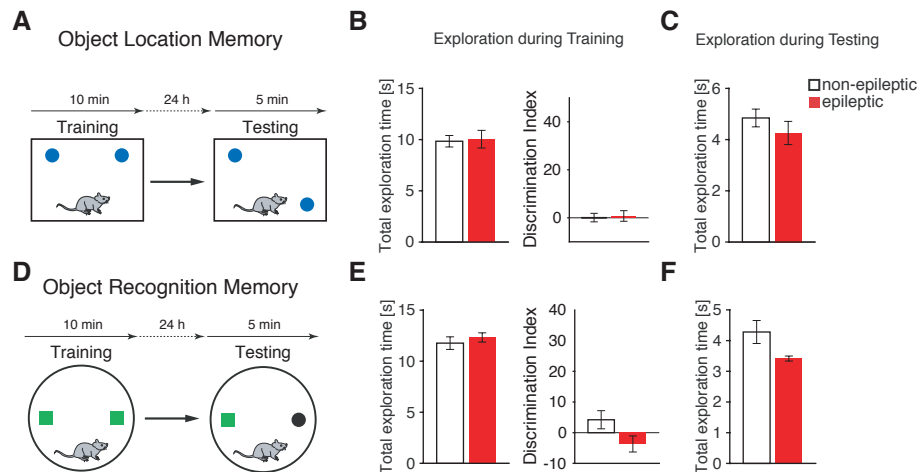 A
Object Location Memory
10 min
24 h
5 min
Training
Testing
B
Exploration during Training
Total exploration time [s]
15
10
5
0
Discrimination Index
40
20
0
C
Exploration during Testing
Total exploration time [s]
6
4
2
0
non-epileptic
epileptic
D
Object Recognition Memory
10 min
24 h
5 min
Training
Testing
E
Total exploration time [s]
15
10
5
0
Discrimination Index
40
30
20
10
0
-10
F
Total exploration time [s]
5
4
3
2
1
0